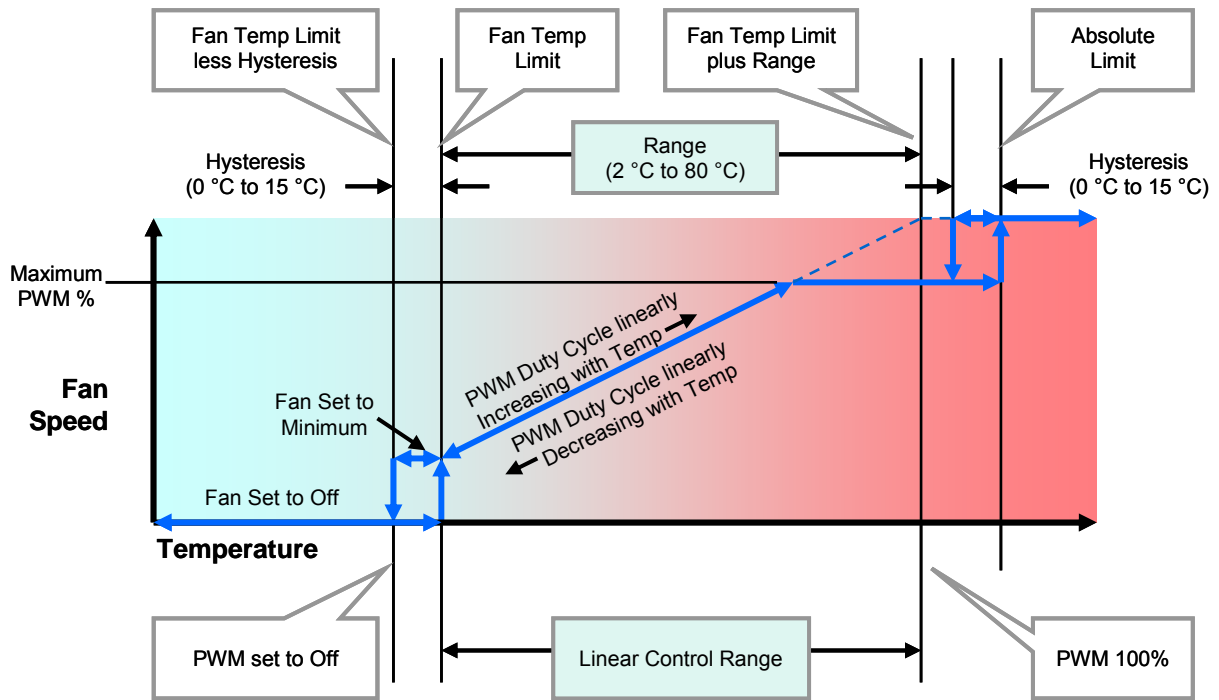 Fan Temp Limit
less Hysteresis
Fan Temp
Limit
Fan Temp Limit
plus Range
Absolute
Limit
Hysteresis
(0 °C to 15 °C)
Range
(2 °C to 80 °C)
Hysteresis
(0 °C to 15 °C)
Maximum
PWM %
Fan
Speed
PWM Duty Cycle linearly
Increasing with Temp
PWM Duty Cycle linearly
Decreasing with Temp
Fan Set to
Minimum
Fan Set to Off
Temperature
PWM set to Off
Linear Control Range
PWM 100%